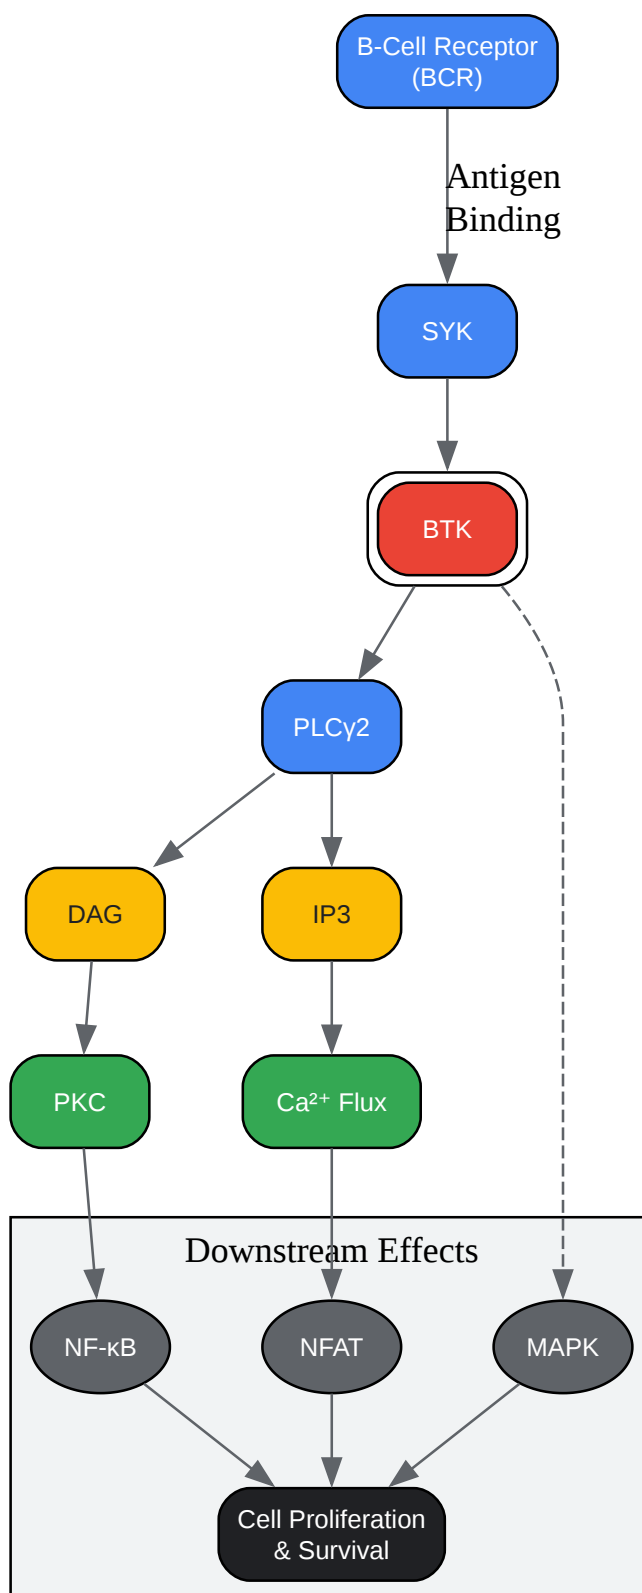 B-Cell Receptor
(BCR)
Antigen
Binding
SYK
BTK
PLCγ2
DAG
IP3
PKC
Ca²⁺ Flux
Downstream Effects
NF-κB
NFAT
MAPK
Cell Proliferation
& Survival